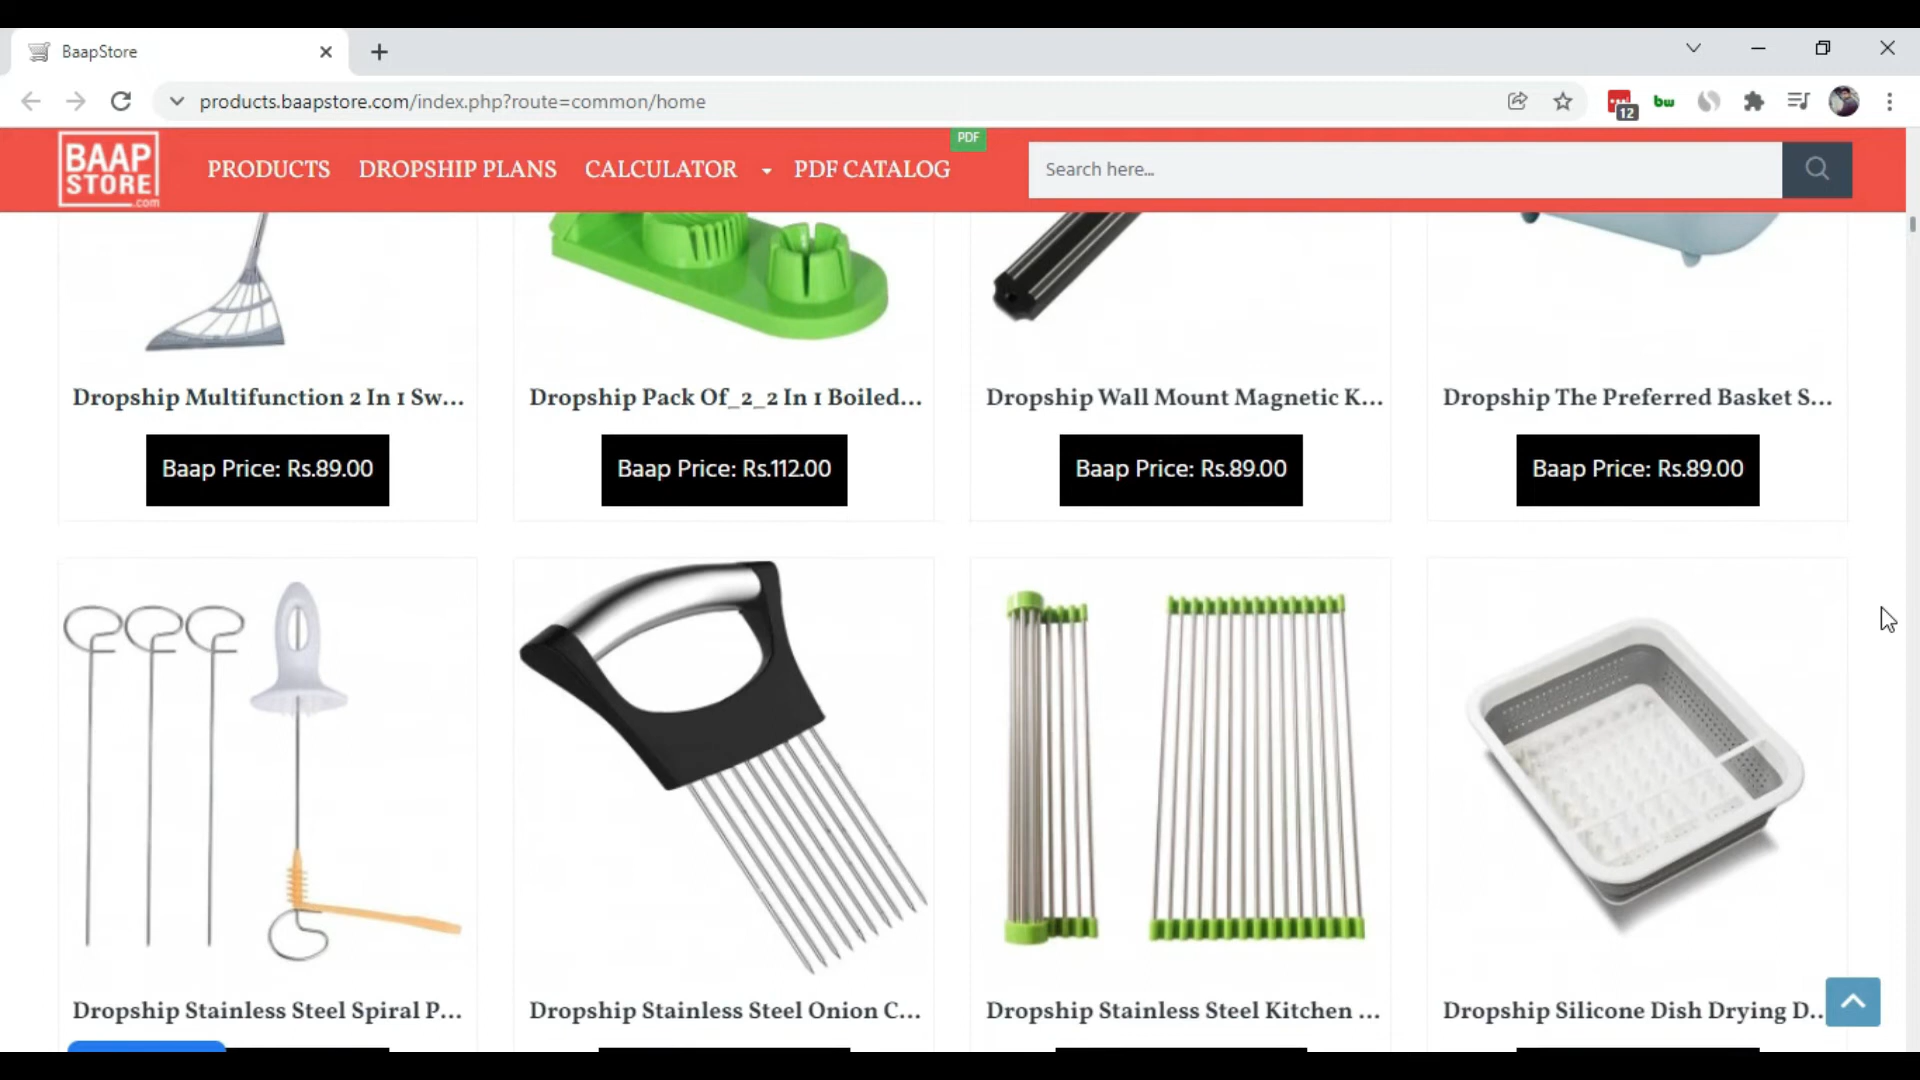 BaapStore
products.baapstore.com/index.php?route=common/home
12
bw
BAAP
STORE
.com
PRODUCTS
DROPSHIP PLANS
CALCULATOR
PDF CATALOG
PDF
Search here...
Dropship Multifunction 2 In 1 Sw...
Dropship Pack Of_2_2 In 1 Boiled...
Dropship Wall Mount Magnetic K...
Dropship The Preferred Basket S...
Baap Price: Rs.89.00
Baap Price: Rs.112.00
Baap Price: Rs.89.00
Baap Price: Rs.89.00
Dropship Stainless Steel Spiral P...
Dropship Stainless Steel Onion C...
Dropship Stainless Steel Kitchen ...
Dropship Silicone Dish Drying D...